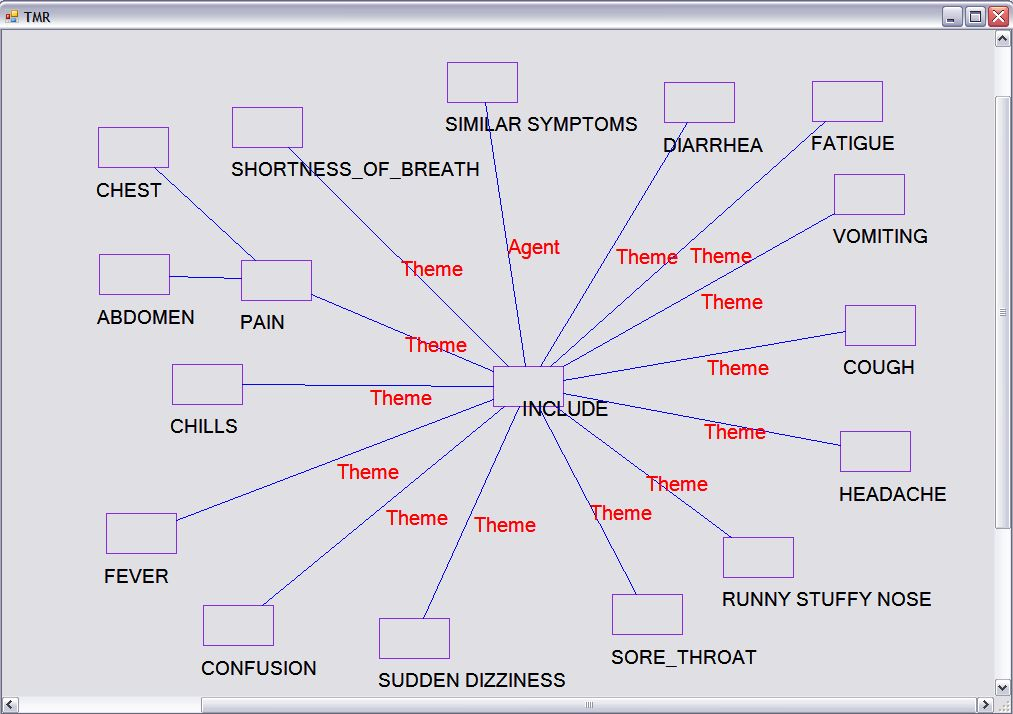 TMR
SIMILAR SYMPTOMS
DIARRHEA
FATIGUE
SHORTNESS_OF_BREATH
CHEST
VOMITING
Agent
Theme
Theme
Theme
Theme
ABDOMEN
PAIN
Theme
COUGH
Theme
CHILLS
Theme
INCLUDE
Theme
HEADACHE
Theme
Theme
Theme
Theme
Theme
FEVER
RUNNY STUFFY NOSE
CONFUSION
SORE_THROAT
SUDDEN DIZZINESS